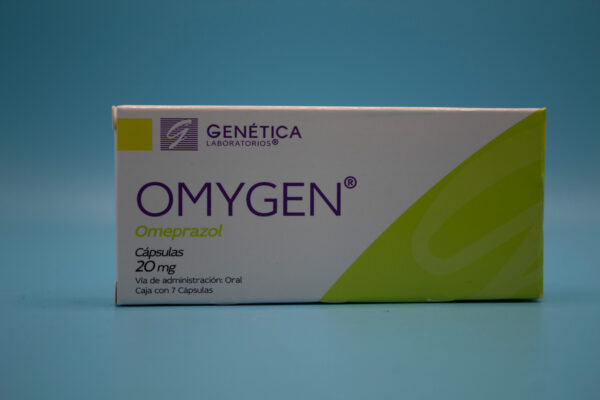 GENÉTICA
LABORATORIOS®
OMYGEN®
Omeprazol
Cápsulas
20 mg
Vía de administración: Oral
Caja con 7 Cápsulas